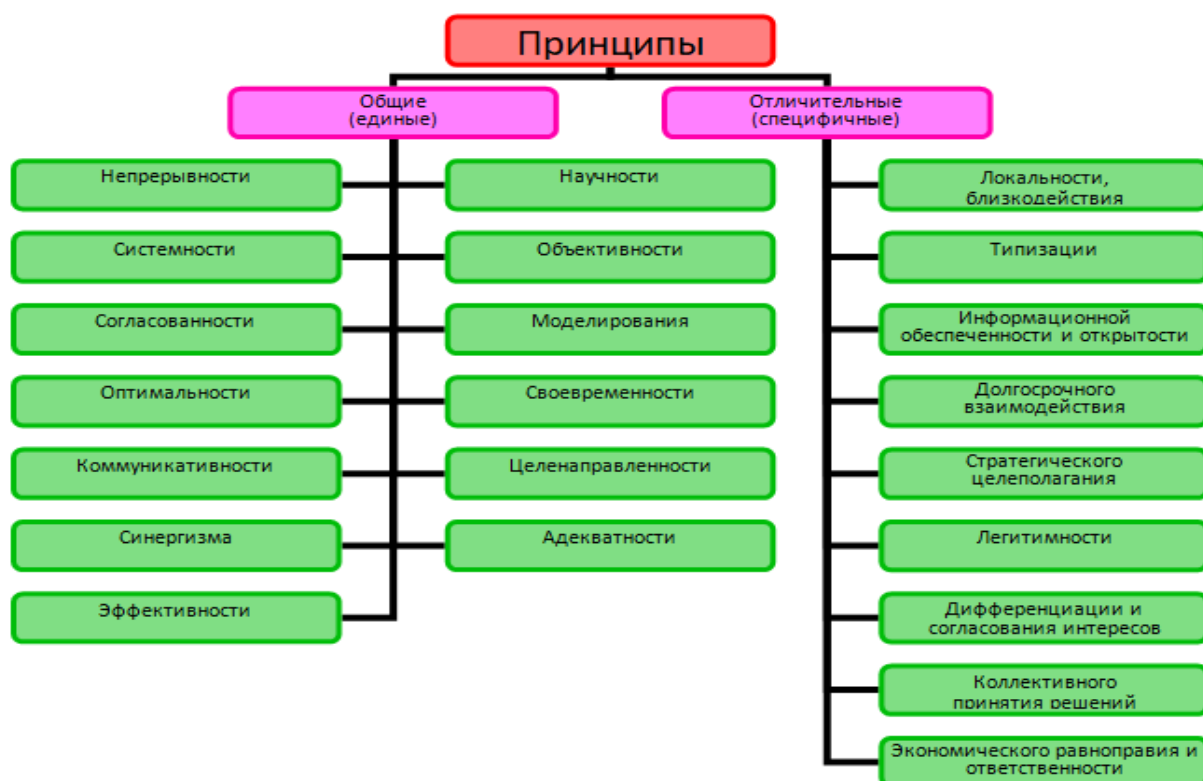 Принципы
Общие
(единые)
Отличительные
(специфичные)
Непрерывности
Научности
Локальности,
близкодействия
Системности
Объективности
Типизации
Согласованности
Моделирования
Информационной
обеспеченности и открытости
Оптимальности
Своевременности
Долгосрочного
взаимодействия
Коммуникативности
Целенаправленности
Стратегического
целеполагания
Синергизма
Адекватности
Легитимности
Эффективности
Дифференциации и
согласования интересов
Коллективного
принятия решений
Экономического равноправия и
ответственности